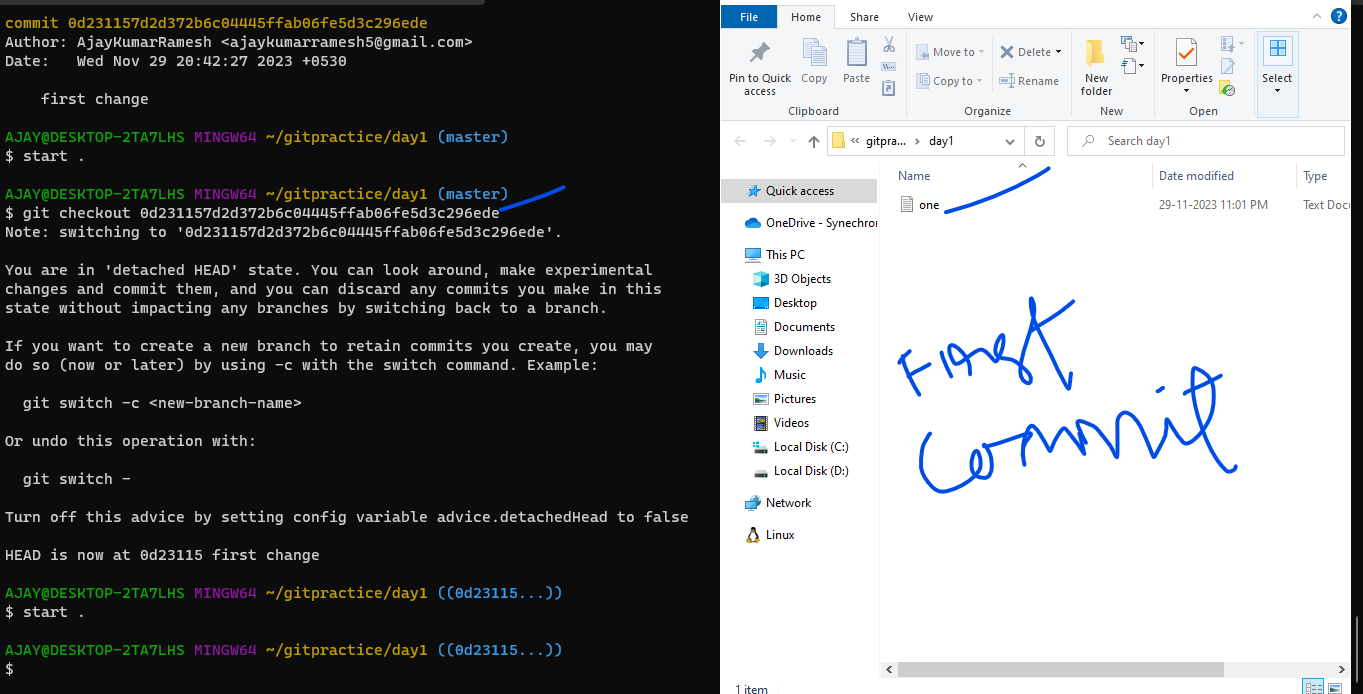 commit 0d231157d2d372b6c04445ffab06fe5d3c296ede
Author: AjayKumarRamesh <ajaykumarramesh5@gmail.com>
Date:   Wed Nov 29 20:42:27 2023 +0530
first change
AJAY@DESKTOP-2TA7LHS MINGW64 ~/gitpractice/day1 (master)
$ start .
AJAY@DESKTOP-2TA7LHS MINGW64 ~/gitpractice/day1 (master)
$ git checkout 0d231157d2d372b6c04445ffab06fe5d3c296ede
Note: switching to '0d231157d2d372b6c04445ffab06fe5d3c296ede'.
You are in 'detached HEAD' state. You can look around, make experimental
changes and commit them, and you can discard any commits you make in this
state without impacting any branches by switching back to a branch.
If you want to create a new branch to retain commits you create, you may
do so (now or later) by using -c with the switch command. Example:
git switch -c <new-branch-name>
Or undo this operation with:
git switch -
Turn off this advice by setting config variable advice.detachedHead to false
HEAD is now at 0d23115 first change
AJAY@DESKTOP-2TA7LHS MINGW64 ~/gitpractice/day1 ((0d23115...))
$ start .
AJAY@DESKTOP-2TA7LHS MINGW64 ~/gitpractice/day1 ((0d23115...))
$
File Home Share View
Pin to Quick access
Copy
Paste
Clipboard
Move to
Copy to
Delete
Rename
Organize
New folder
New
Properties
Open
Select
« gitpra... › day1
Search day1
Name Date modified Type
one 29-11-2023 11:01 PM Text Doc
Quick access
OneDrive - Synchron
This PC
3D Objects
Desktop
Documents
Downloads
Music
Pictures
Videos
Local Disk (C:)
Local Disk (D:)
Network
Linux
First
Commit
1 item